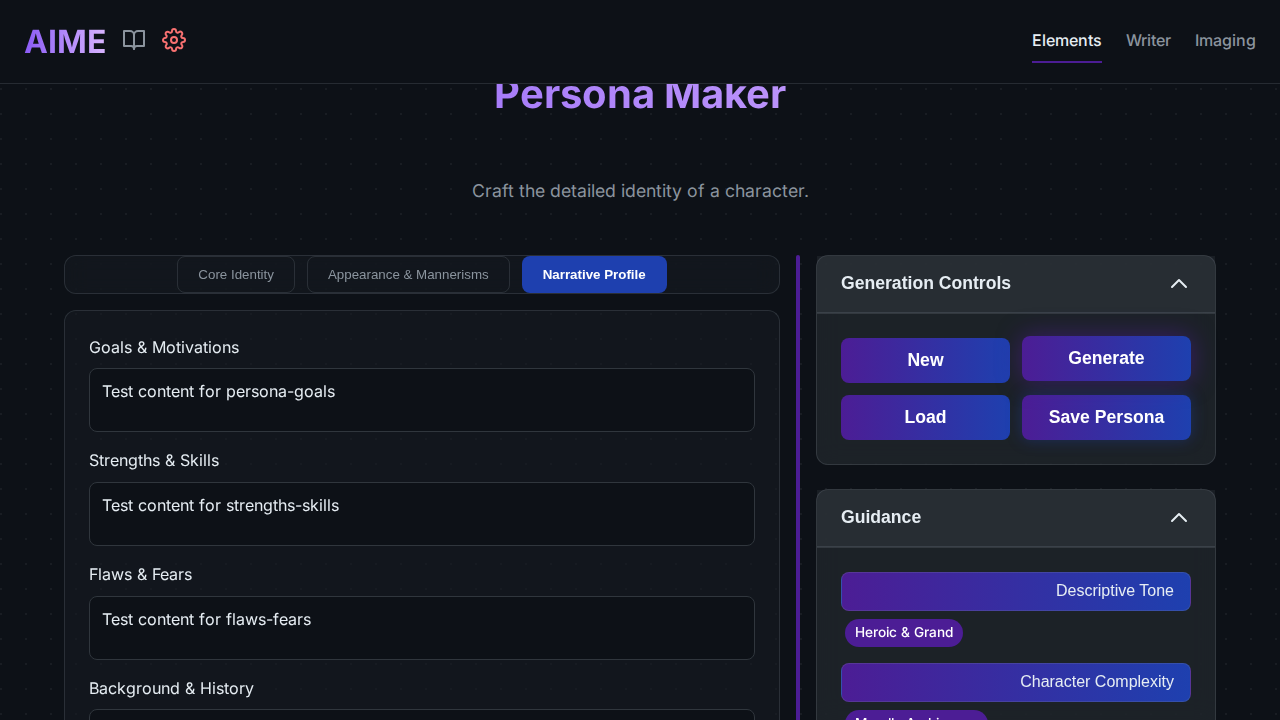 AIME
Elements Writer Imaging
Persona Maker
Craft the detailed identity of a character.
Core Identity Appearance & Mannerisms Narrative Profile
Goals & Motivations
Test content for persona-goals
Strengths & Skills
Test content for strengths-skills
Flaws & Fears
Test content for flaws-fears
Background & History
Generation Controls
New Generate
Load Save Persona
Guidance
Descriptive Tone
Heroic & Grand
Character Complexity